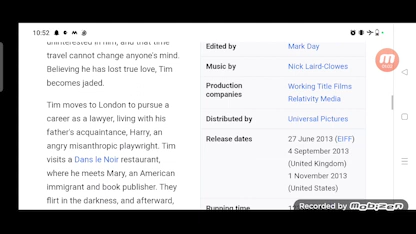 10:52
uninterested in him, and that time
travel cannot change anyone's mind.
Believing he has lost true love, Tim
becomes jaded.
Tim moves to London to pursue a
career as a lawyer, living with his
father's acquaintance, Harry, an
angry misanthropic playwright. Tim
visits a Dans le Noir restaurant,
where he meets Mary, an American
immigrant and book publisher. They
flirt in the darkness, and afterward,
Edited by Mark Day
Music by Nick Laird-Clowes
Production Working Title Films
companies Relativity Media
Distributed by Universal Pictures
Release dates 27 June 2013 (EIFF)
4 September 2013
(United Kingdom)
1 November 2013
(United States)
Running time
Recorded by Mobizen